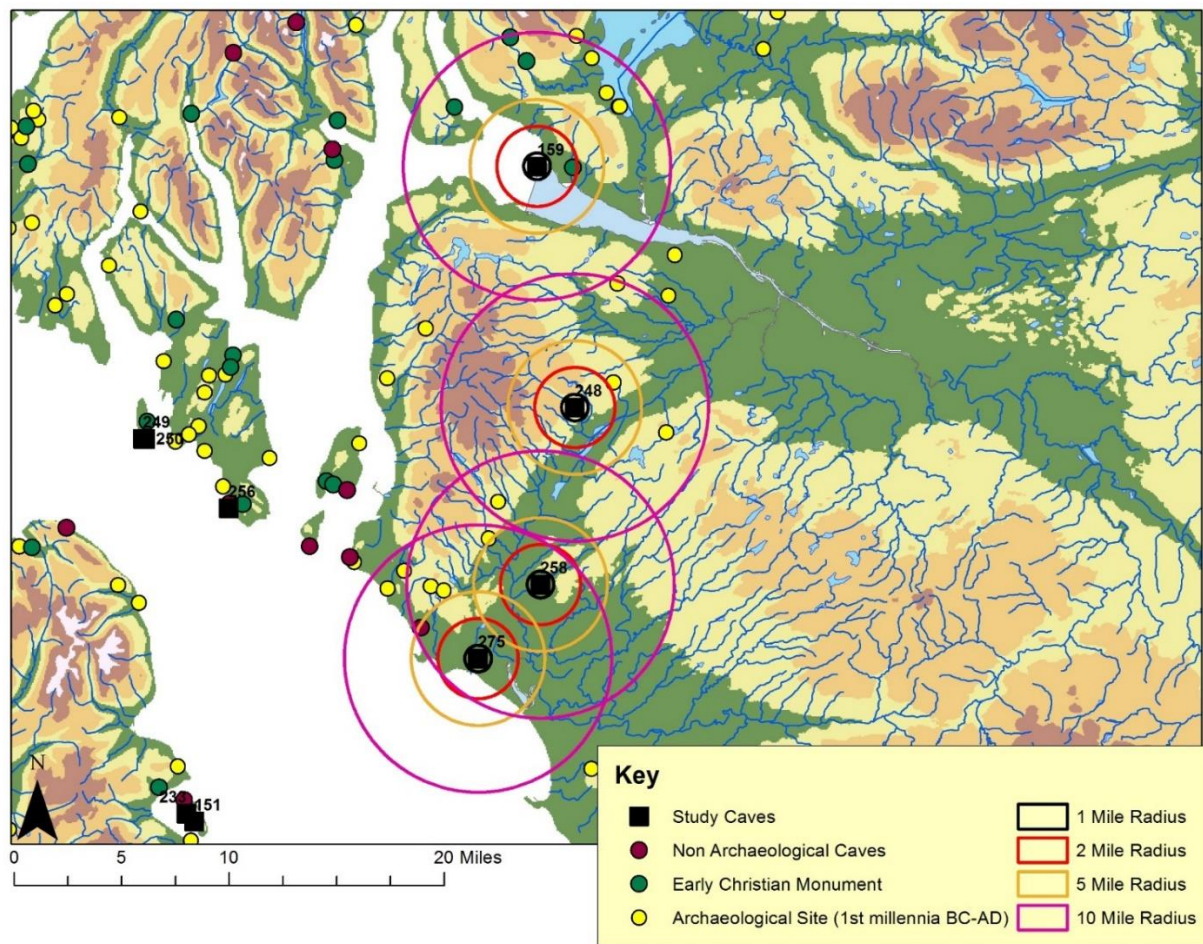 159
248
249
250
256
258
275
233
151
N
0 5 10 20 Miles
Key
Study Caves
Non Archaeological Caves
Early Christian Monument
Archaeological Site (1st millennia BC-AD)
1 Mile Radius
2 Mile Radius
5 Mile Radius
10 Mile Radius